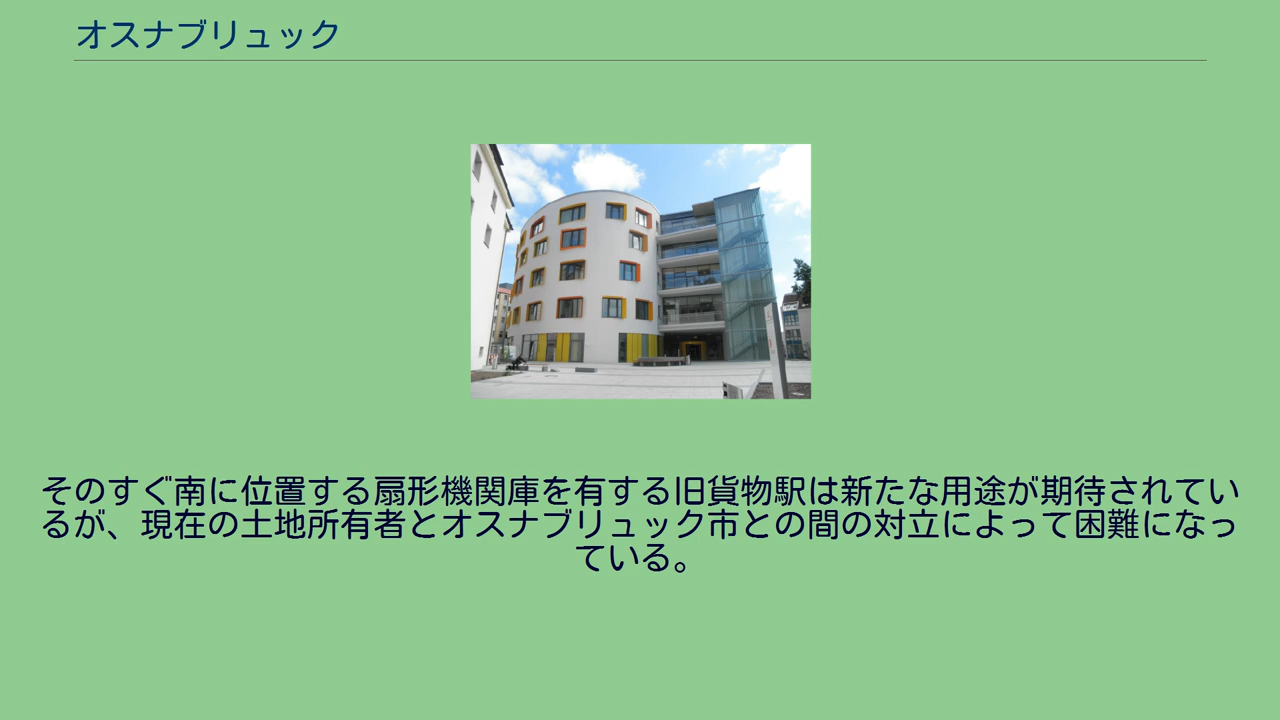 オスナブリュック
そのすぐ南に位置する扇形機関庫を有する旧貨物駅は新たな用途が期待されてい
るが、現在の土地所有者とオスナブリュック市との間の対立によって困難になっ
ている。